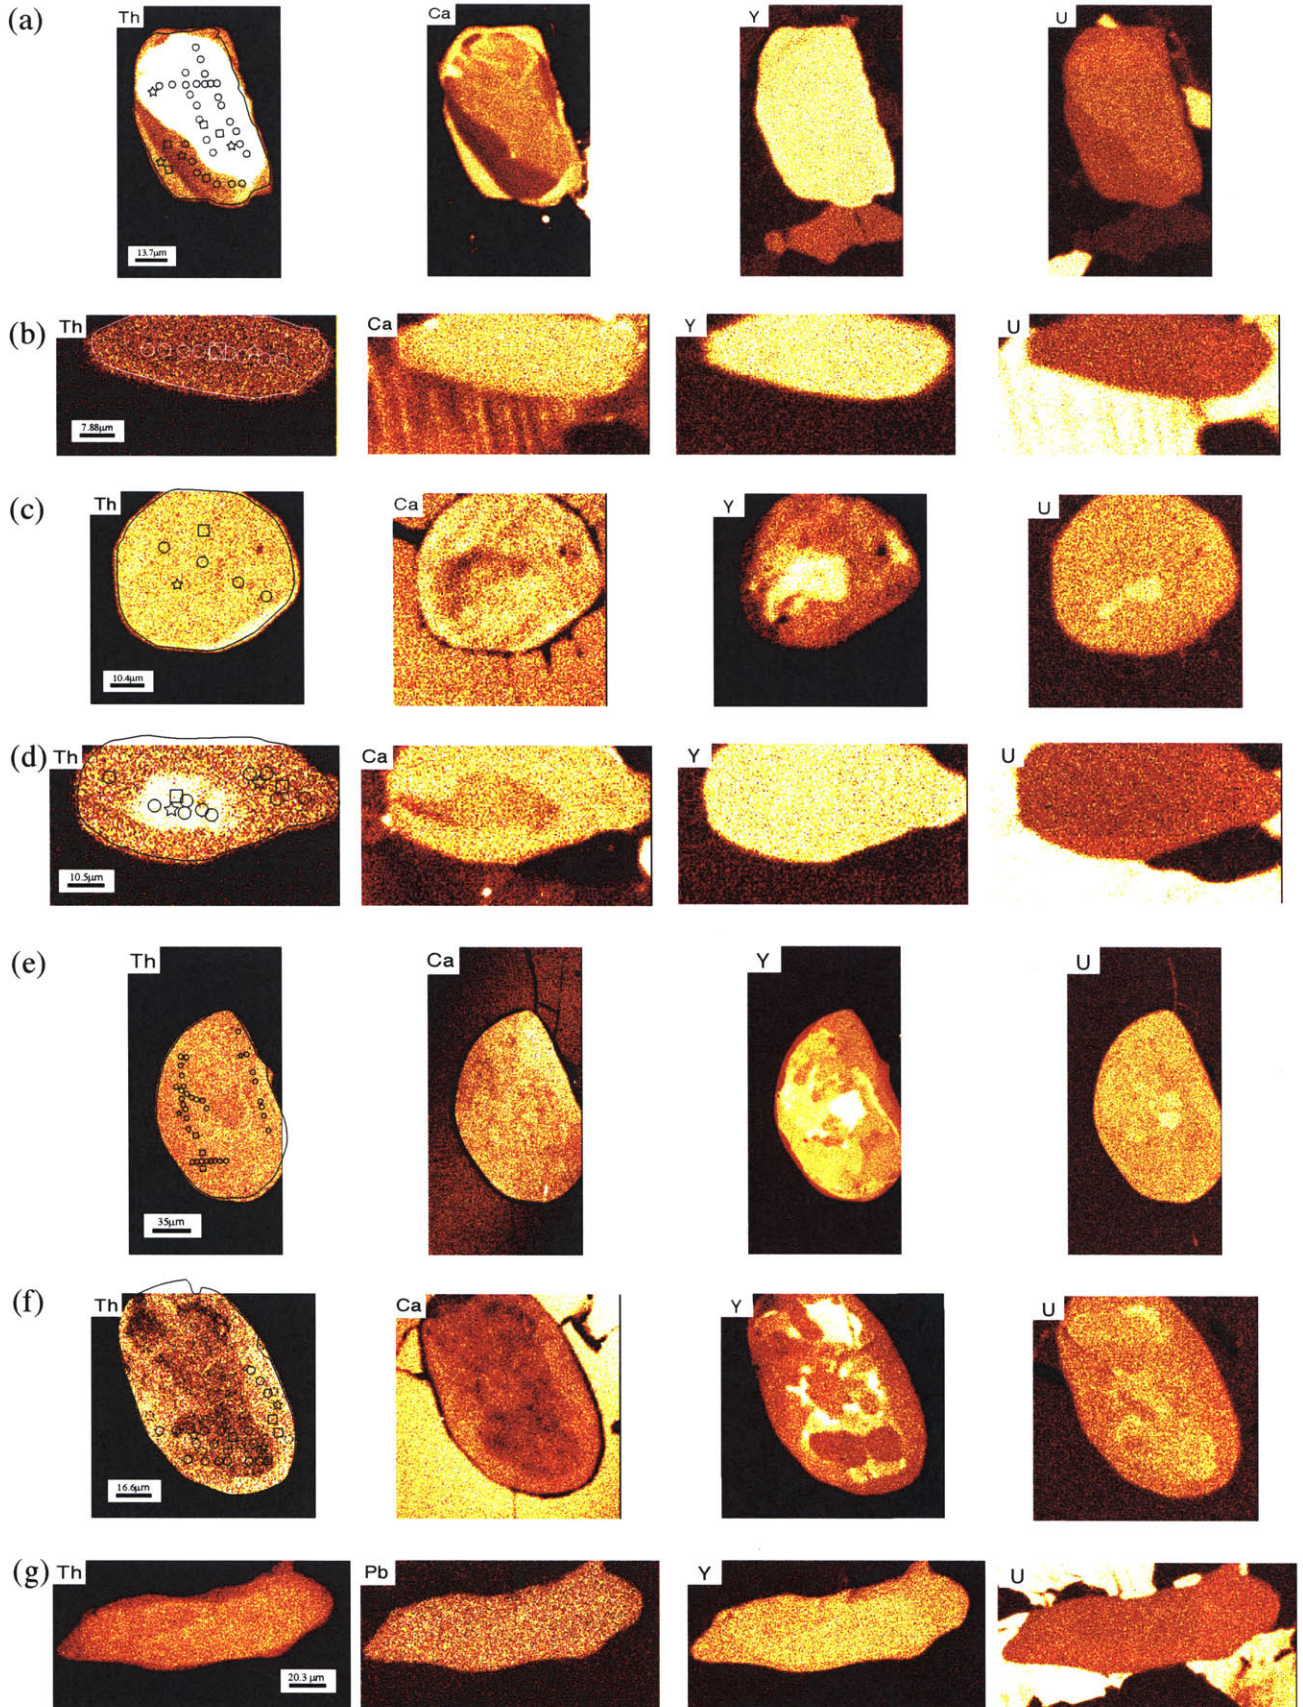 (a) Th Ca Y U
13.7μm
(b) Th Ca Y U
7.88μm
(c) Th Ca Y U
10.4μm
(d) Th Ca Y U
10.5μm
(e) Th Ca Y U
35μm
(f) Th Ca Y U
16.6μm
(g) Th Pb Y U
20.3 μm